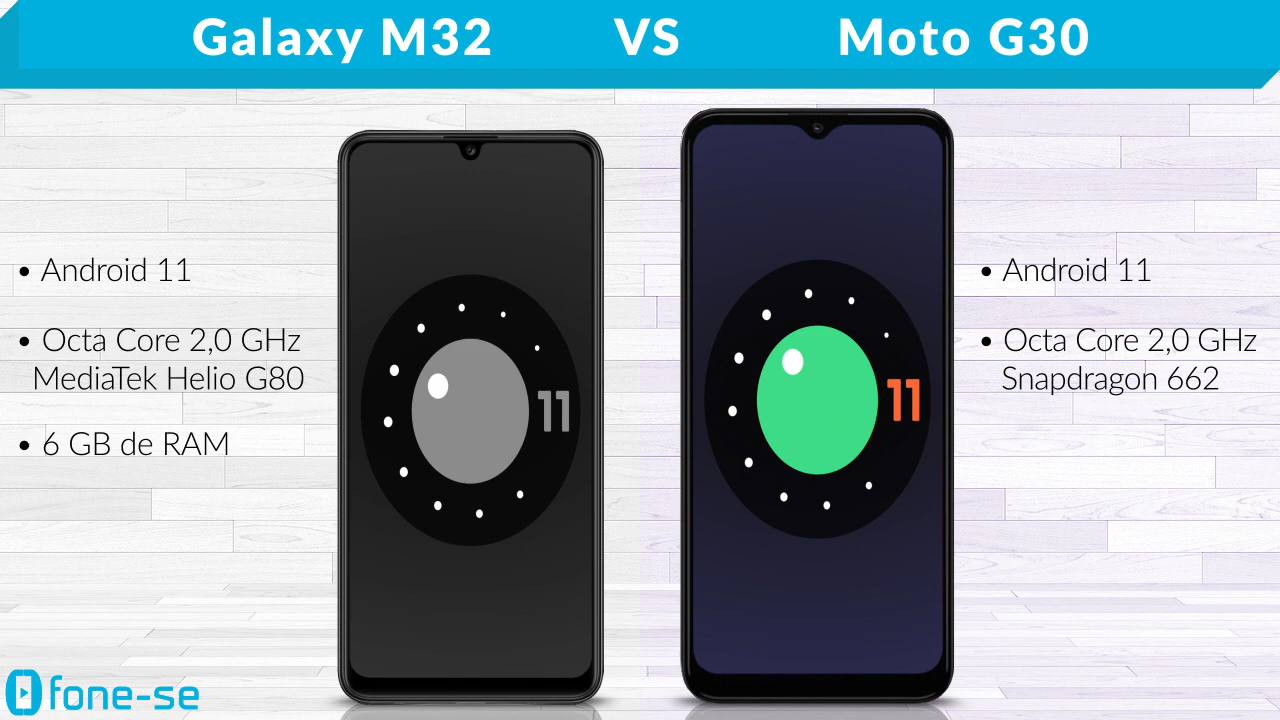 Galaxy M32 VS Moto G30
• Android 11
• Octa Core 2,0 GHz
MediaTek Helio G80
• 6 GB de RAM
11
11
• Android 11
• Octa Core 2,0 GHz
Snapdragon 662
fone-se